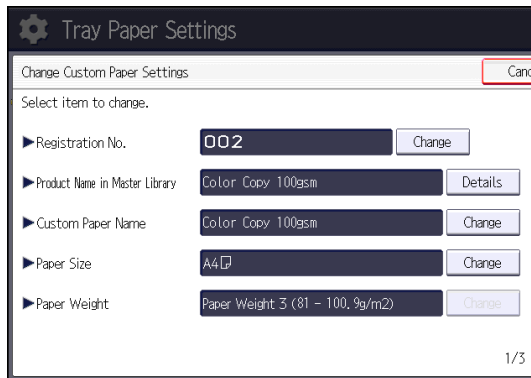 Tray Paper Settings
Change Custom Paper Settings
Select item to change.
►Registration No. 002 Change
►Product Name in Master Library Color Copy 100gsm Details
►Custom Paper Name Color Copy 100gsm Change
►Paper Size A4 Change
►Paper Weight Paper Weight 3 (81 - 100.9g/m2) Change
1/3